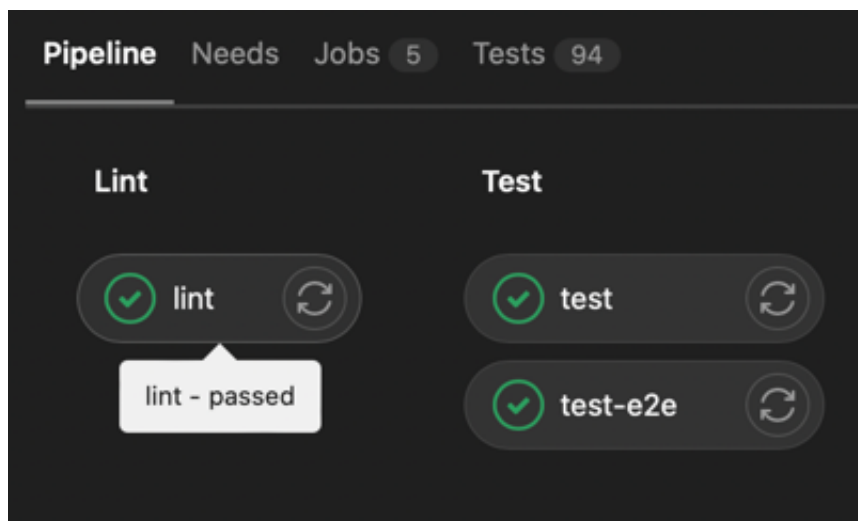 Pipeline Needs Jobs 5 Tests 94
Lint Test
lint test
lint - passed
test-e2e